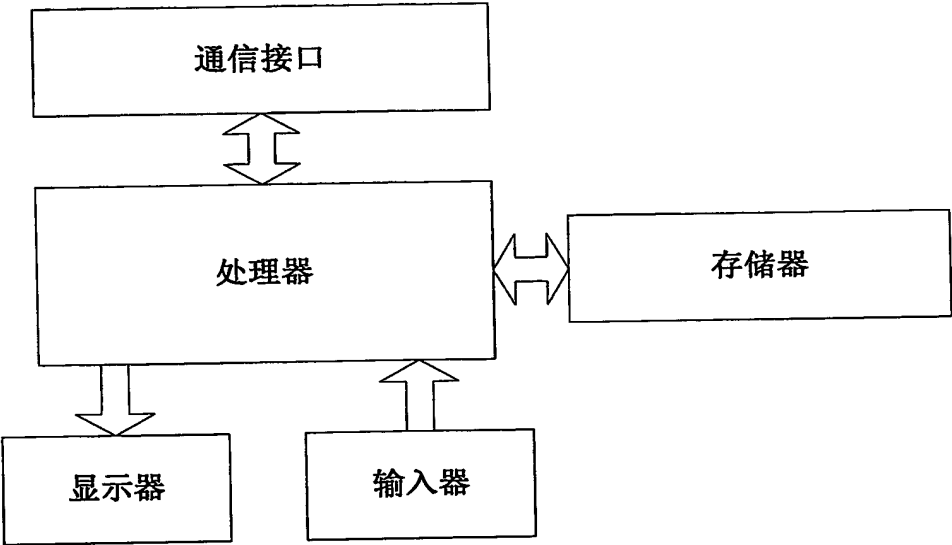 通信接口
处理器
存储器
显示器
输入器